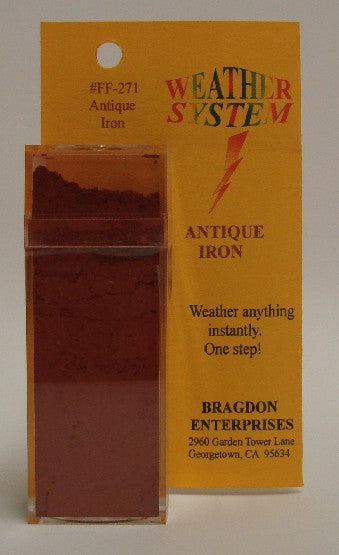 #FF-271
Antique
Iron
WEATHER
SYSTEM
ANTIQUE
IRON
Weather anything
instantly.
One step!
BRAGDON
ENTERPRISES
2960 Garden Tower Lane
Georgetown, CA 95634